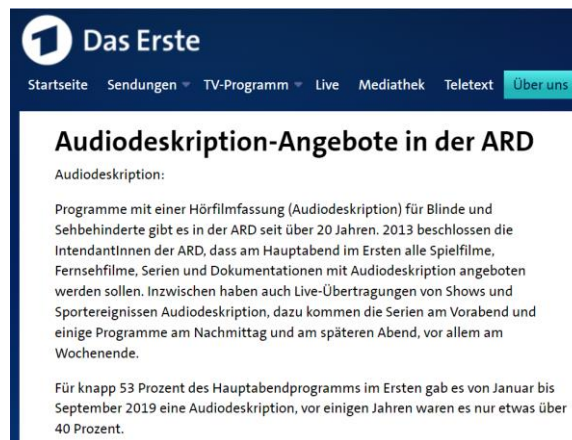 1 Das Erste
Startseite Sendungen TV-Programm Live Mediathek Teletext Über uns
Audiodeskription-Angebote in der ARD
Audiodeskription:
Programme mit einer Hörfilmfassung (Audiodeskription) für Blinde und
Sehbehinderte gibt es in der ARD seit über 20 Jahren. 2013 beschlossen die
IntendantInnen der ARD, dass am Hauptabend im Ersten alle Spielfilme,
Fernsehfilme, Serien und Dokumentationen mit Audiodeskription angeboten
werden sollen. Inzwischen haben auch Live-Übertragungen von Shows und
Sportereignissen Audiodeskription, dazu kommen die Serien am Vorabend und
einige Programme am Nachmittag und am späteren Abend, vor allem am
Wochenende.
Für knapp 53 Prozent des Hauptabendprogramms im Ersten gab es von Januar bis
September 2019 eine Audiodeskription, vor einigen Jahren waren es nur etwas über
40 Prozent.